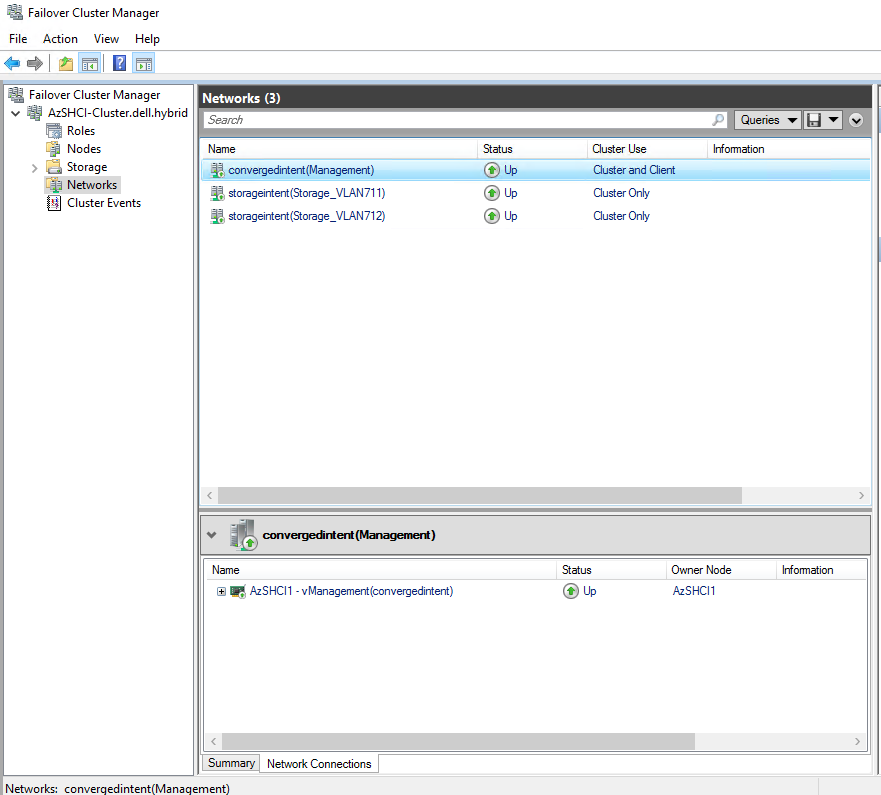 Failover Cluster Manager
File Action View Help
Failover Cluster Manager
AzSHCI-Cluster.dell.hybrid
Roles
Nodes
Storage
Networks
Cluster Events
Networks (3)
Search
Queries
Name Status Cluster Use Information
convergedintent(Management) Up Cluster and Client
storageintent(Storage_VLAN711) Up Cluster Only
storageintent(Storage_VLAN712) Up Cluster Only
convergedintent(Management)
Name Status Owner Node Information
AzSHCI1 - vManagement(convergedintent) Up AzSHCI1
Summary Network Connections
Networks: convergedintent(Management)